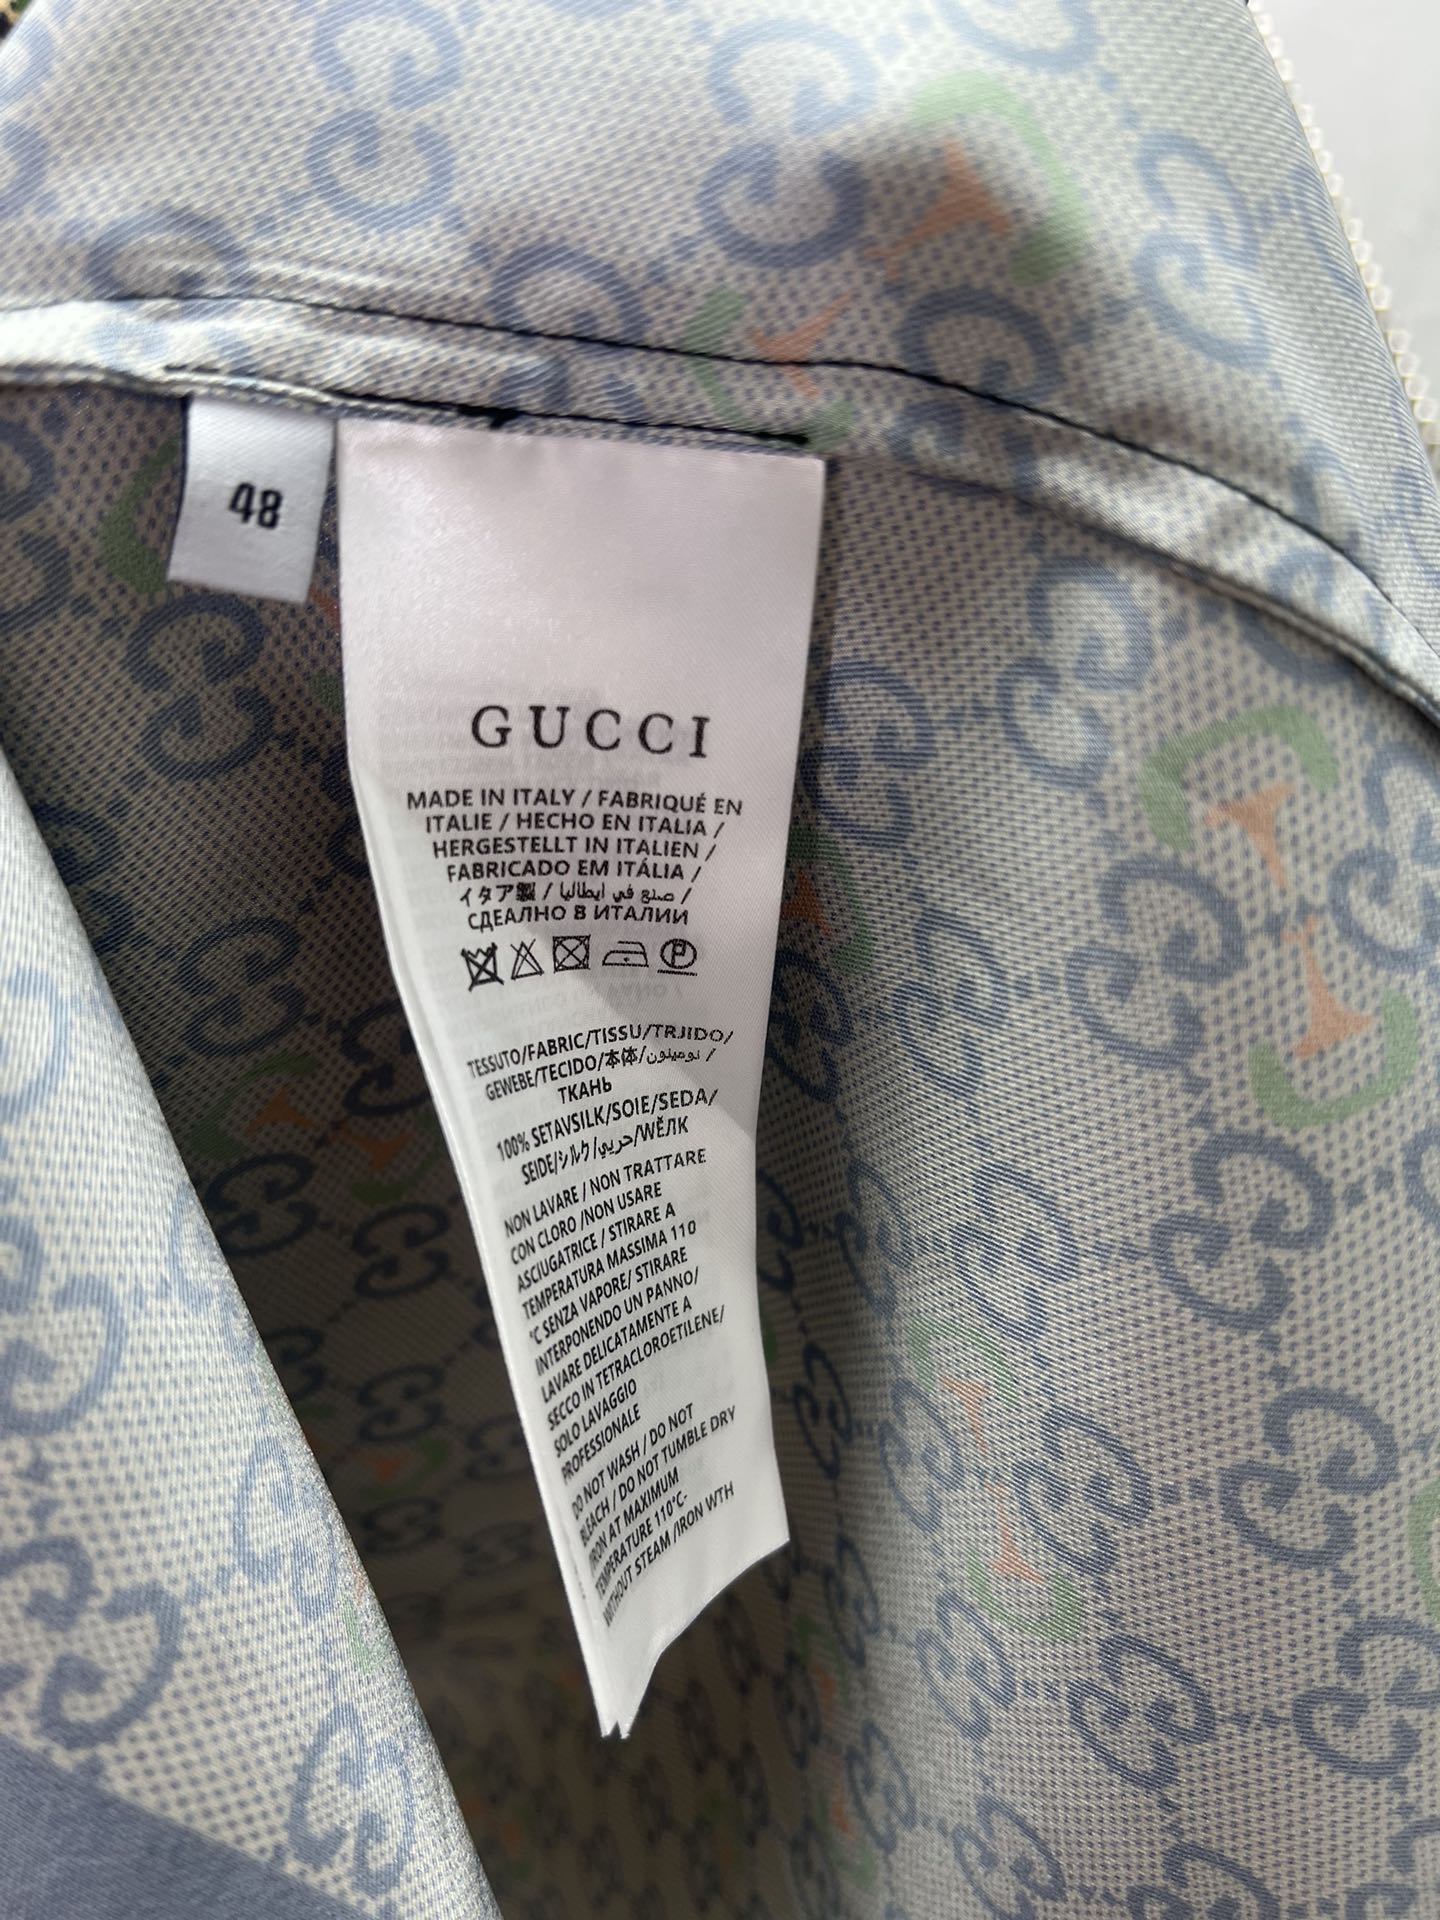 48
GUCCI
MADE IN ITALY / FABRIQUÉ EN
ITALIE / HECHO EN ITALIA /
HERGESTELLT IN ITALIEN /
FABRICADO EM ITÁLIA /
イタア製 / صنع في ايطاليا /
СДЕАЛНО В ИТАЛИИ
P
TESSUTO/FABRIC/TISSU/TRJIDO/
GEWEBE/TECIDO/本体/نوميلون /
ТКАНЬ
100% SETAVSILK/SOIE/SEDA/
SEIDE/シルク/حريي/WĔЛК
NON LAVARE / NON TRATTARE
CON CLORO /NON USARE
ASCIUGATRICE / STIRARE A
TEMPERATURA MASSIMA 110
°C SENZA VAPORE/ STIRARE
INTERPONENDO UN PANNO/
LAVARE DELICATAMENTE A
SECCO IN TETRACLOROETILENE/
SOLO LAVAGGIO
PROFESSIONALE
DO NOT WASH / DO NOT
BLEACH / DO NOT TUMBLE DRY
IRON AT MAXIMUM
TEMPERATURE 110°C-
WITHOUT STEAM /IRON WTH